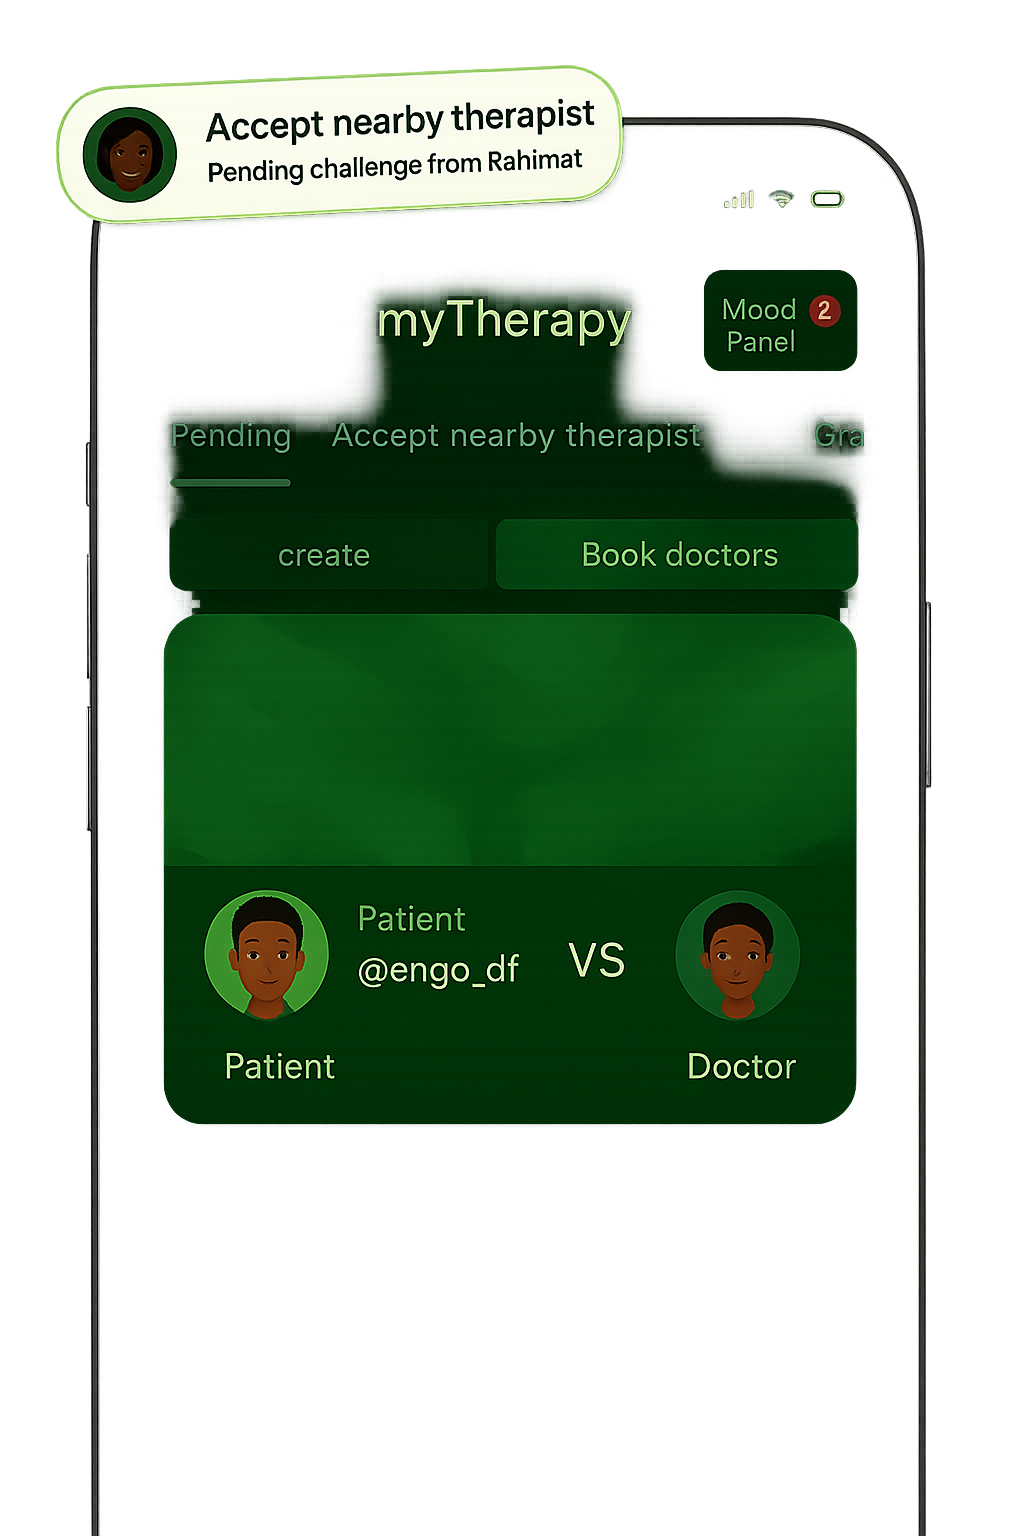 Accept nearby therapist
Pending challenge from Rahimat
myTherapy
Mood 2
Panel
Pending Accept nearby therapist Gra
create Book doctors
Patient
@engo_df VS
Patient Doctor